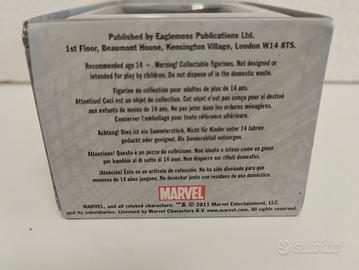 Published by Eaglemoss Publications Ltd.
1st Floor, Beaumont House, Kensington Village, London W14 8TS.
Recommended age 14 +. Warning! Collectable figurines. Not designed or
intended for play by children. Do not dispose of in the domestic waste.
Figurine de collection pour adultes de plus de 14 ans.
Attention! Ceci est un objet de collection. Cet objet n'est pas conçu pour des
enfants de moins de 14 ans. Ne pas jeter dans les ordures ménagères.
Conserver l'emballage pour toute référence ultérieure.
Achtung! Dies ist ein Sammlerstück. Nicht für Kinder unter 14 Jahren
gedacht oder geeignet. Als Sonderabfall entsorgen.
Attenzione! Questo è un pezzo da collezione. Non ideato o inteso come un gioco
per bambini al di sotto di 14 anni. Non disporre nei rifiuti domestici.
¡Atención! Este es un artículo de colección. No ha sido diseñado para que
menores de 14 años jueguen. No desechar junto con residuos de uso doméstico.
MARVEL
MARVEL, and all related characters: ™& © 2011 Marvel Entertainment, LLC,
and its subsidiaries. Licensed by Marvel Characters B.V. www.marvel.com. All rights reserved.
subito